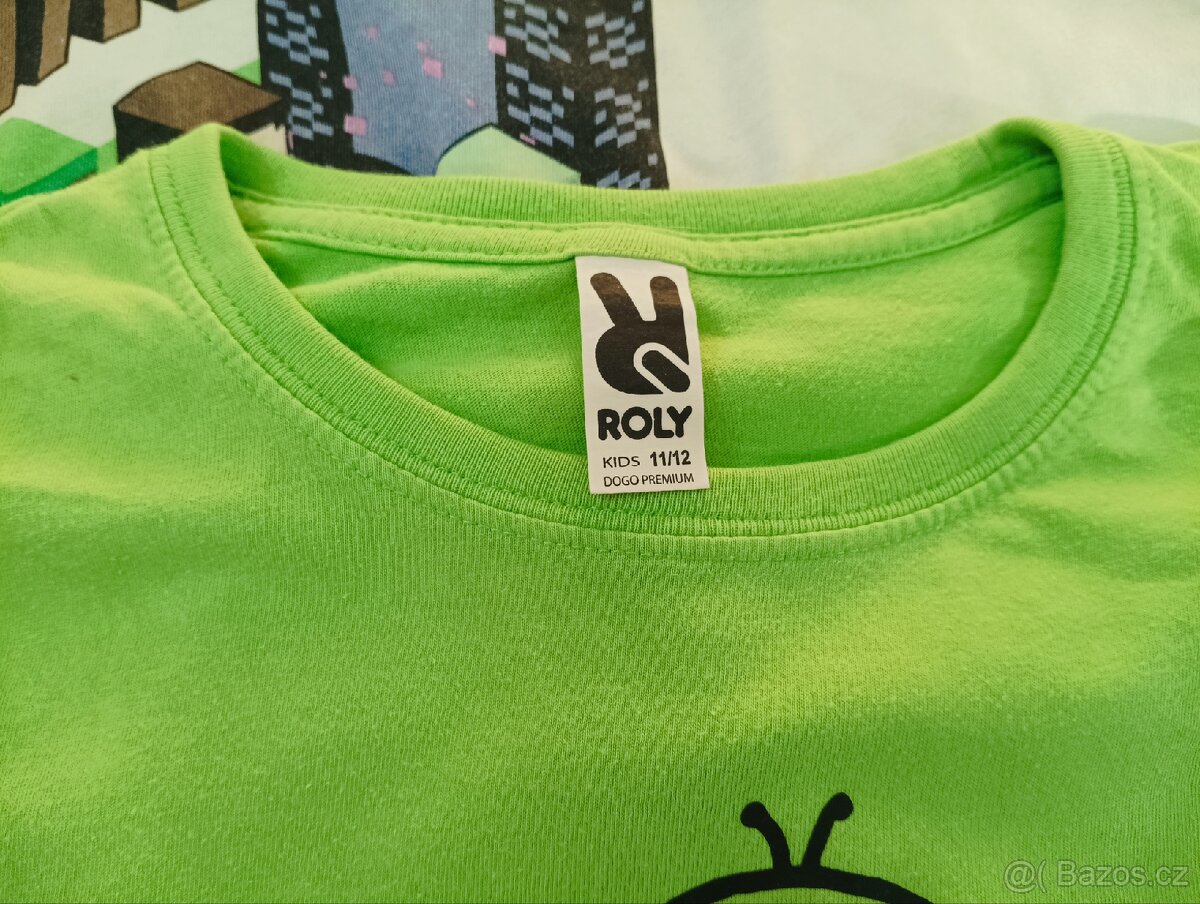 ROLY
KIDS 11/12
DOGO PREMIUM
@( Bazos.cz